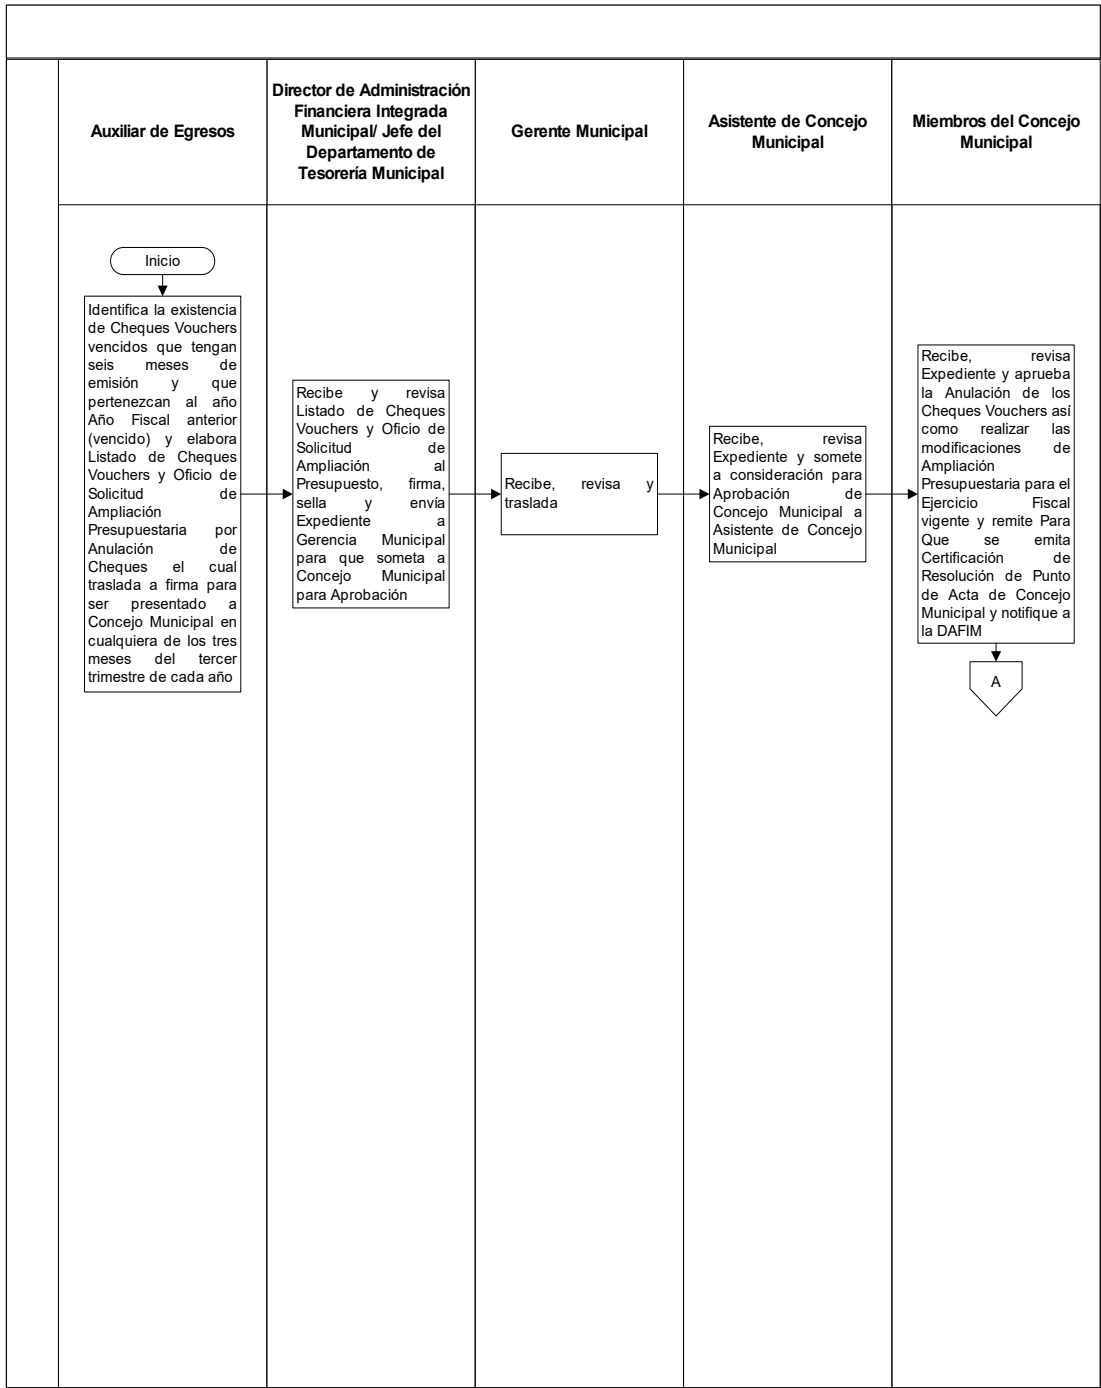 Auxiliar de Egresos
Director de Administración
Financiera Integrada
Municipal/ Jefe del
Departamento de
Tesorería Municipal
Gerente Municipal
Asistente de Concejo
Municipal
Miembros del Concejo
Municipal
Inicio
Identifica la existencia
de Cheques Vouchers
vencidos que tengan
seis meses de
emisión y que
pertenezcan al año
Año Fiscal anterior
(vencido) y elabora
Listado de Cheques
Vouchers y Oficio de
Solicitud de
Ampliación
Presupuestaria por
Anulación de
Cheques el cual
traslada a firma para
ser presentado a
Concejo Municipal en
cualquiera de los tres
meses del tercer
trimestre de cada año
Recibe y revisa
Listado de Cheques
Vouchers y Oficio de
Solicitud de
Ampliación al
Presupuesto, firma,
sella y envía
Expediente a
Gerencia Municipal
para que someta a
Concejo Municipal
para Aprobación
Recibe, revisa y
traslada
Recibe, revisa
Expediente y somete
a consideración para
Aprobación de
Concejo Municipal a
Asistente de Concejo
Municipal
Recibe, revisa
Expediente y aprueba
la Anulación de los
Cheques Vouchers así
como realizar las
modificaciones de
Ampliación
Presupuestaria para el
Ejercicio Fiscal
vigente y remite Para
Que se emita
Certificación de
Resolución de Punto
de Acta de Concejo
Municipal y notifique a
la DAFIM
A